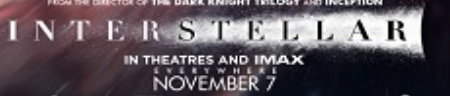 FROM THE DIRECTOR OF THE DARK KNIGHT TRILOGY AND INCEPTION
INTERSTELLAR
IN THEATRES AND IMAX
EVERYWHERE
NOVEMBER 7